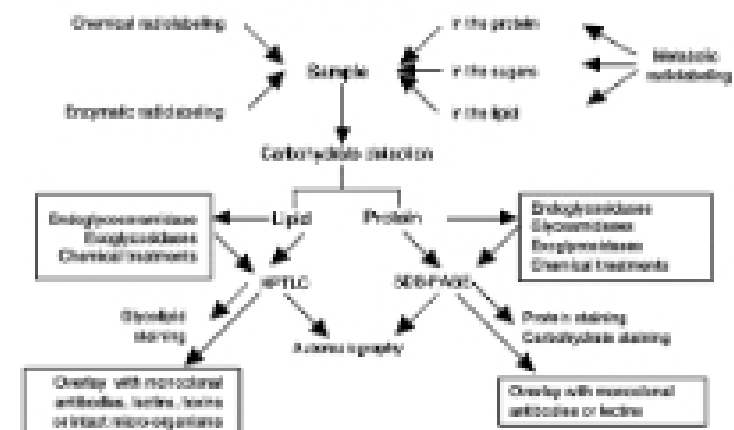 Chemical radiolabeling
In the protein
Metabolic
radiolabeling
Sample
In the sugars
Enzymatic radiolabeling
In the lipid
Carbohydrate detection
Lipid
Protein
Endoglycoceramidase
Exoglycosidases
Chemical treatments
Endoglycosidases
Glycoamidases
Exoglycosidases
Chemical treatments
HPTLC
SDS-PAGE
Glycolipid
staining
Autoradiography
Protein staining
Carbohydrate staining
Overlay with monoclonal
antibodies, lectins, toxins
or intact micro-organisms
Overlay with monoclonal
antibodies or lectins